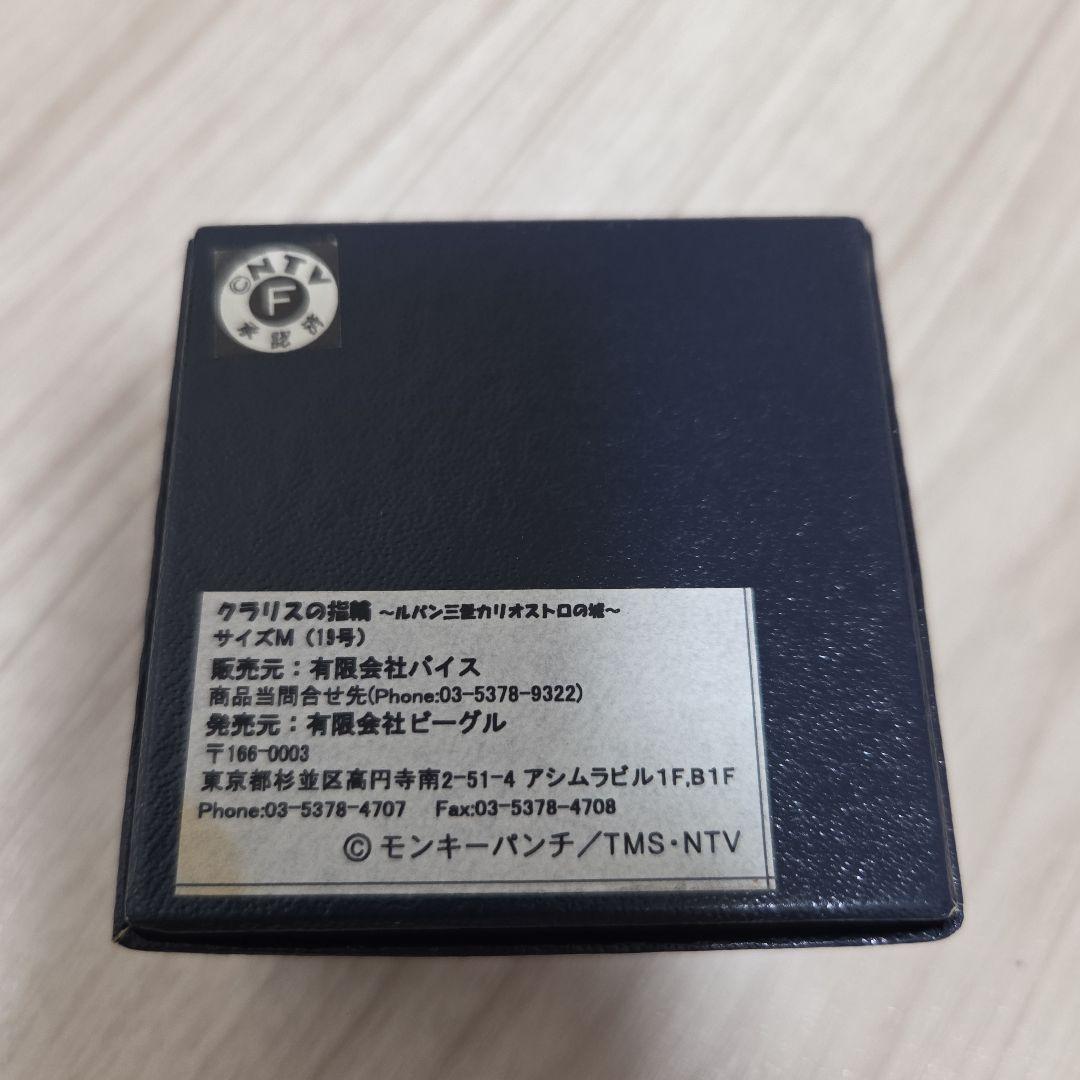 ©NTV
F
承認済
クラリスの指輪 ～ルパン三世カリオストロの城～
サイズM（19号）
販売元：有限会社バイス
商品当問合せ先(Phone:03-5378-9322)
発売元：有限会社ビーグル
〒166-0003
東京都杉並区高円寺南2-51-4 アシムラビル1F,B1F
Phone:03-5378-4707 Fax:03-5378-4708
©モンキーパンチ／TMS・NTV